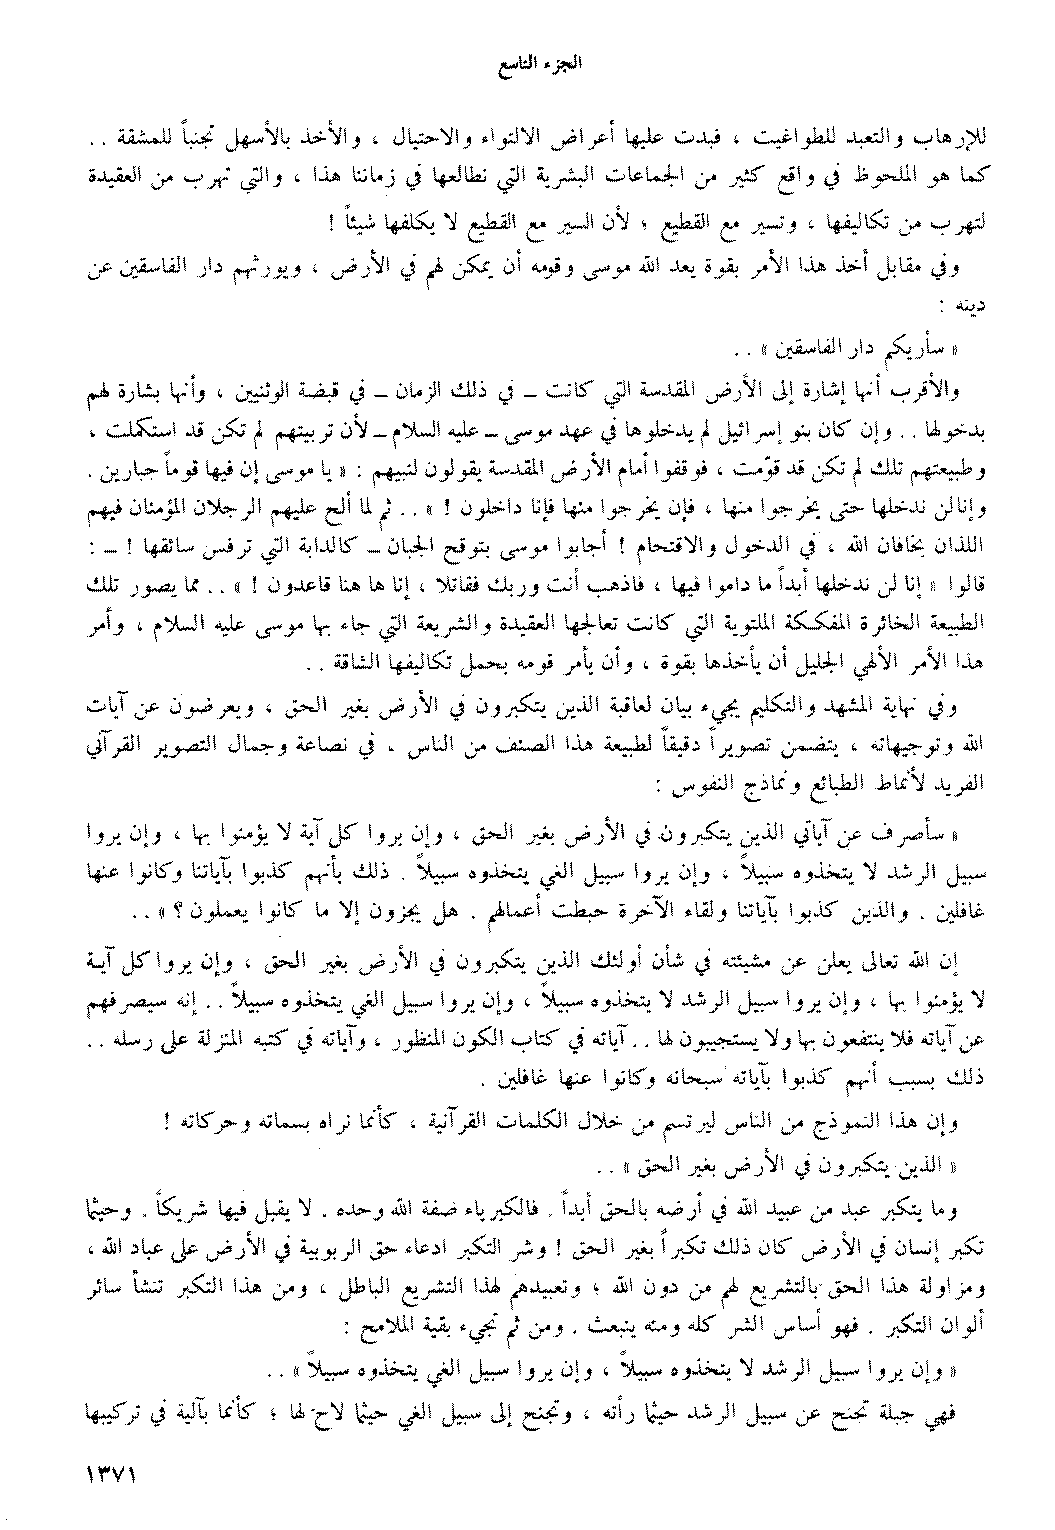 الجزء التاسع
للإرهاب والتعبد للطواغيت ، فبدت عليها أعراض الالتواء والاحتيال ، والأخذ بالأسهل تجنباً للمشقة ..
كما هو الملحوظ في واقع كثير من الجماعات البشرية التي نطالعها في زماننا هذا ، والتي تهرب من العقيدة
لتهرب من تكاليفها ، وتسير مع القطيع ؛ لأن السير مع القطيع لا يكلفها شيئاً !
وفي مقابل أخذ هذا الأمر بقوة يعد الله موسى وقومه أن يمكن لهم في الأرض ، ويورثهم دار الفاسقين عن
دينه :
« سأريكم دار الفاسقين » ..
والأقرب أنها إشارة إلى الأرض المقدسة التي كانت ــ في ذلك الزمان ــ في قبضة الوثنيين ، وأنها بشارة لهم
بدخولها .. وإن كان بنو إسرائيل لم يدخلوها في عهد موسى ــ عليه السلام ــ لأن تربيتهم لم تكن قد استكملت ،
وطبيعتهم تلك لم تكن قد قوّمت ، فوقفوا أمام الأرض المقدسة يقولون لنبيهم : « يا موسى إن فيها قوماً جبارين .
وإنا لن ندخلها حتى يخرجوا منها ، فإن يخرجوا منها فإنا داخلون ! » .. ثم لما ألح عليهم الرجلان المؤمنان فيهم
اللذان يخافان الله ، في الدخول والاقتحام ! أجابوا موسى بتوقح الجبان ــ كالدابة التي ترفس سائقها ! ــ :
قالوا « إنا لن ندخلها أبداً ما داموا فيها ، فاذهب أنت وربك فقاتلا ، إنا ها هنا قاعدون ! » .. مما يصور تلك
الطبيعة الخائرة المفككة الملتوية التي كانت تعالجها العقيدة والشريعة التي جاء بها موسى عليه السلام ، وأمر
هذا الأمر الألهي الجليل أن يأخذها بقوة ، وأن يأمر قومه بحمل تكاليفها الشاقة ..
وفي نهاية المشهد والتكليم يجيء بيان لعاقبة الذين يتكبرون في الأرض بغير الحق ، ويعرضون عن آيات
الله وتوجيهاته ، يتضمن تصويراً دقيقاً لطبيعة هذا الصنف من الناس ، في نصاعة وجمال التصوير القرآني
الفريد لأنماط الطبائع ونماذج النفوس :
« سأصرف عن آياتي الذين يتكبرون في الأرض بغير الحق ، وإن يروا كل آية لا يؤمنوا بها ، وإن يروا
سبيل الرشد لا يتخذوه سبيلاً ، وإن يروا سبيل الغي يتخذوه سبيلاً . ذلك بأنهم كذبوا بآياتنا وكانوا عنها
غافلين . والذين كذبوا بآياتنا ولقاء الآخرة حبطت أعمالهم . هل يجزون إلا ما كانوا يعملون ؟ » ..
إن الله تعالى يعلن عن مشيئته في شأن أولئك الذين يتكبرون في الأرض بغير الحق ، وإن يروا كل آية
لا يؤمنوا بها ، وإن يروا سبيل الرشد لا يتخذوه سبيلاً ، وإن يروا سبيل الغي يتخذوه سبيلاً .. إنه سيصرفهم
عن آياته فلا ينتفعون بها ولا يستجيبون لها .. آياته في كتاب الكون المنظور ، وآياته في كتبه المنزلة على رسله ..
ذلك بسبب أنهم كذبوا بآياته سبحانه وكانوا عنها غافلين .
وإن هذا النموذج من الناس ليرتسم من خلال الكلمات القرآنية ، كأنما نراه بسماته وحركاته !
« الذين يتكبرون في الأرض بغير الحق » ..
وما يتكبر عبد من عبيد الله في أرضه بالحق أبداً . فالكبرياء صفة الله وحده . لا يقبل فيها شريكاً . وحيثما
تكبر إنسان في الأرض كان ذلك تكبراً بغير الحق ! وشر التكبر ادعاء حق الربوبية في الأرض على عباد الله ،
ومزاولة هذا الحق بالتشريع لهم من دون الله ؛ وتعبيدهم لهذا التشريع الباطل ، ومن هذا التكبر تنشأ سائر
ألوان التكبر . فهو أساس الشر كله ومنه ينبعث . ومن ثم تجيء بقية الملامح :
« وإن يروا سبيل الرشد لا يتخذوه سبيلاً ، وإن يروا سبيل الغي يتخذوه سبيلاً » ..
فهي جبلة تجنح عن سبيل الرشد حيثما رأته ، وتجنح إلى سبيل الغي حيثما لاح لها ؛ كأنما بآلية في تركيبها
١٣٧١